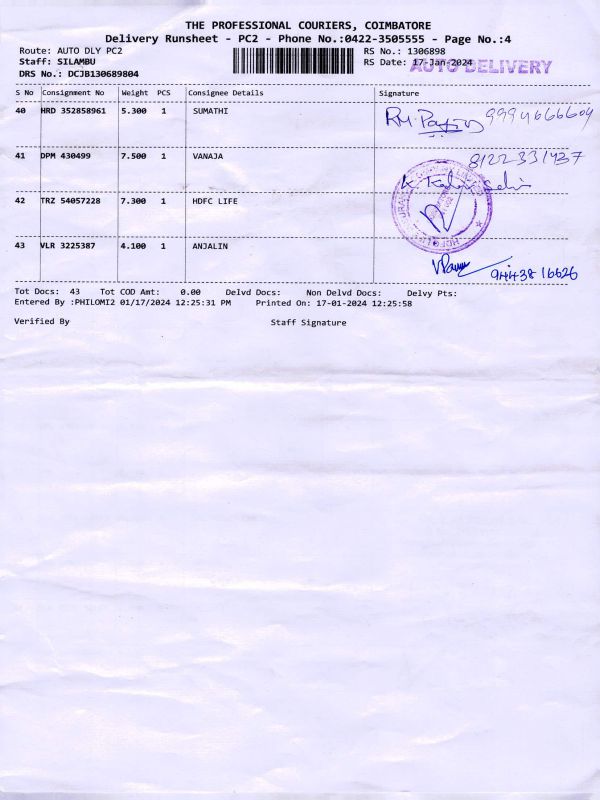 THE PROFESSIONAL COURIERS, COIMBATORE
Delivery Runsheet - PC2 - Phone No.:0422-3505555 - Page No.:4
Route: AUTO DLY PC2 RS No.: 1306898
Staff: SILAMBU RS Date: 17-Jan-2024 AUTO DELIVERY
DRS No.: DCJB130689804
S No Consignment No Weight PCS Consignee Details Signature
40 HRD 352858961 5.300 1 SUMATHI 9994666604
41 DPM 430499 7.500 1 VANAJA 8122331437
42 TRZ 54057228 7.300 1 HDFC LIFE
43 VLR 3225387 4.100 1 ANJALIN 9443816626
Tot Docs: 43 Tot COD Amt: 0.00 Delvd Docs: Non Delvd Docs: Delvy Pts:
Entered By :PHILOMI2 01/17/2024 12:25:31 PM Printed On: 17-01-2024 12:25:58
Verified By Staff Signature